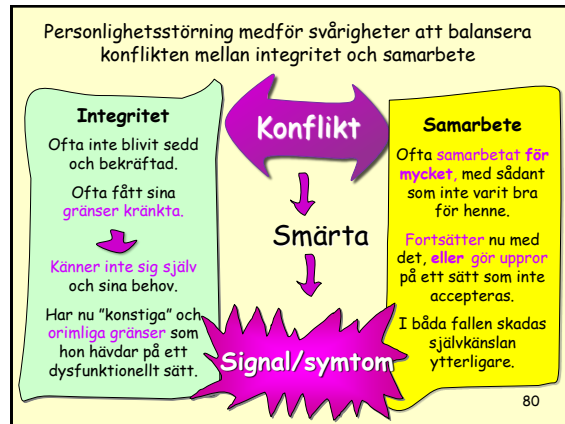 Personlighetsstörning medför svårigheter att balansera
konflikten mellan integritet och samarbete
Integritet
Ofta inte blivit sedd
och bekräftad.
Ofta fått sina
gränser kränkta.
Känner inte sig själv
och sina behov.
Har nu "konstiga" och
orimliga gränser som
hon hävdar på ett
dysfunktionellt sätt.
Konflikt
Smärta
Signal/symtom
Samarbete
Ofta samarbetat för
mycket, med sådant
som inte varit bra
för henne.
Fortsätter nu med
det, eller gör uppror
på ett sätt som inte
accepteras.
I båda fallen skadas
självkänslan
ytterligare.
80